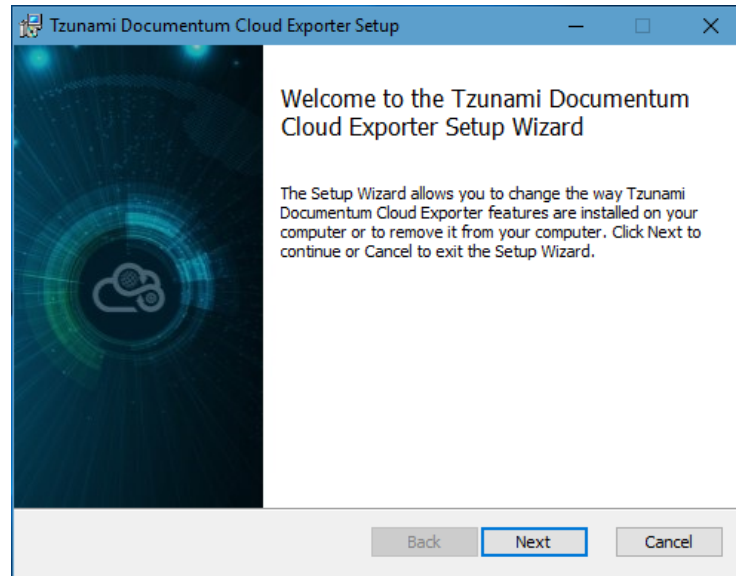 Tzunami Documentum Cloud Exporter Setup
Welcome to the Tzunami Documentum
Cloud Exporter Setup Wizard
The Setup Wizard allows you to change the way Tzunami
Documentum Cloud Exporter features are installed on your
computer or to remove it from your computer. Click Next to
continue or Cancel to exit the Setup Wizard.
Back Next Cancel